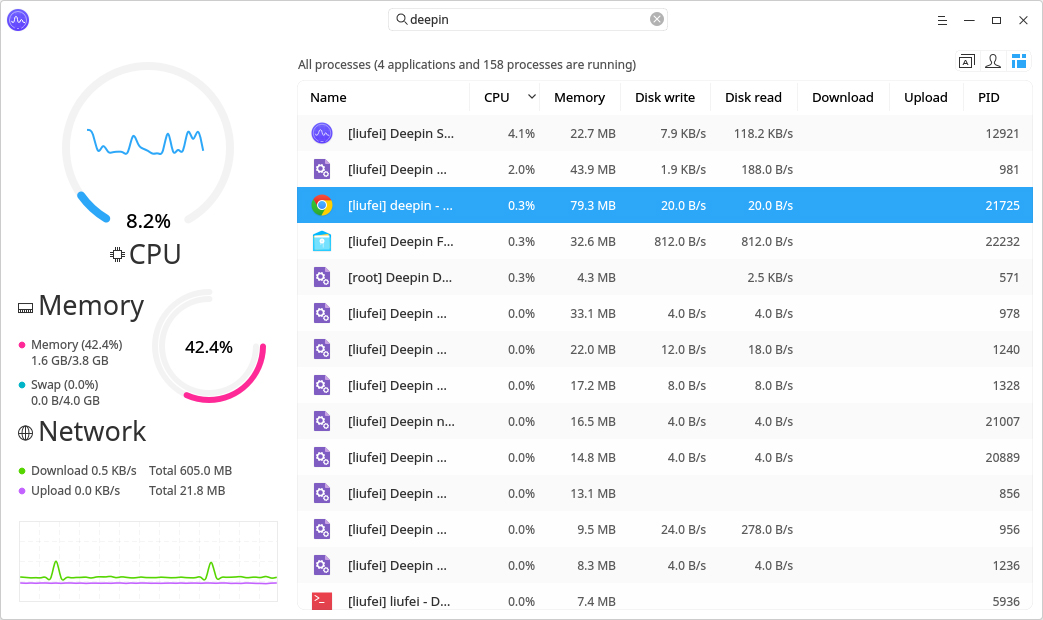 deepin
All processes (4 applications and 158 processes are running)
Name CPU Memory Disk write Disk read Download Upload PID
[liufei] Deepin S... 4.1% 22.7 MB 7.9 KB/s 118.2 KB/s 12921
[liufei] Deepin ... 2.0% 43.9 MB 1.9 KB/s 188.0 B/s 981
[liufei] deepin - ... 0.3% 79.3 MB 20.0 B/s 20.0 B/s 21725
[liufei] Deepin F... 0.3% 32.6 MB 812.0 B/s 812.0 B/s 22232
[root] Deepin D... 0.3% 4.3 MB 2.5 KB/s 571
[liufei] Deepin ... 0.0% 33.1 MB 4.0 B/s 4.0 B/s 978
[liufei] Deepin ... 0.0% 22.0 MB 12.0 B/s 18.0 B/s 1240
[liufei] Deepin ... 0.0% 17.2 MB 8.0 B/s 8.0 B/s 1328
[liufei] Deepin n... 0.0% 16.5 MB 4.0 B/s 4.0 B/s 21007
[liufei] Deepin ... 0.0% 14.8 MB 4.0 B/s 4.0 B/s 20889
[liufei] Deepin ... 0.0% 13.1 MB 856
[liufei] Deepin ... 0.0% 9.5 MB 24.0 B/s 278.0 B/s 956
[liufei] Deepin ... 0.0% 8.3 MB 4.0 B/s 4.0 B/s 1236
[liufei] liufei - D... 0.0% 7.4 MB 5936
8.2%
CPU
Memory
Memory (42.4%)
1.6 GB/3.8 GB
Swap (0.0%)
0.0 B/4.0 GB
42.4%
Network
Download 0.5 KB/s Total 605.0 MB
Upload 0.0 KB/s Total 21.8 MB